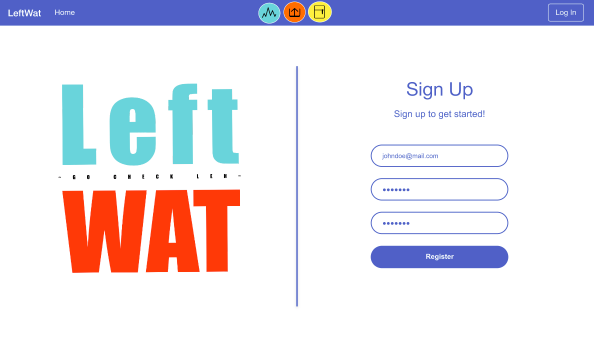 LeftWat
Home
Log In
Left
- GO CHECK LEH -
WAT
Sign Up
Sign up to get started!
johndoe@mail.com
•••••••
•••••••
Register